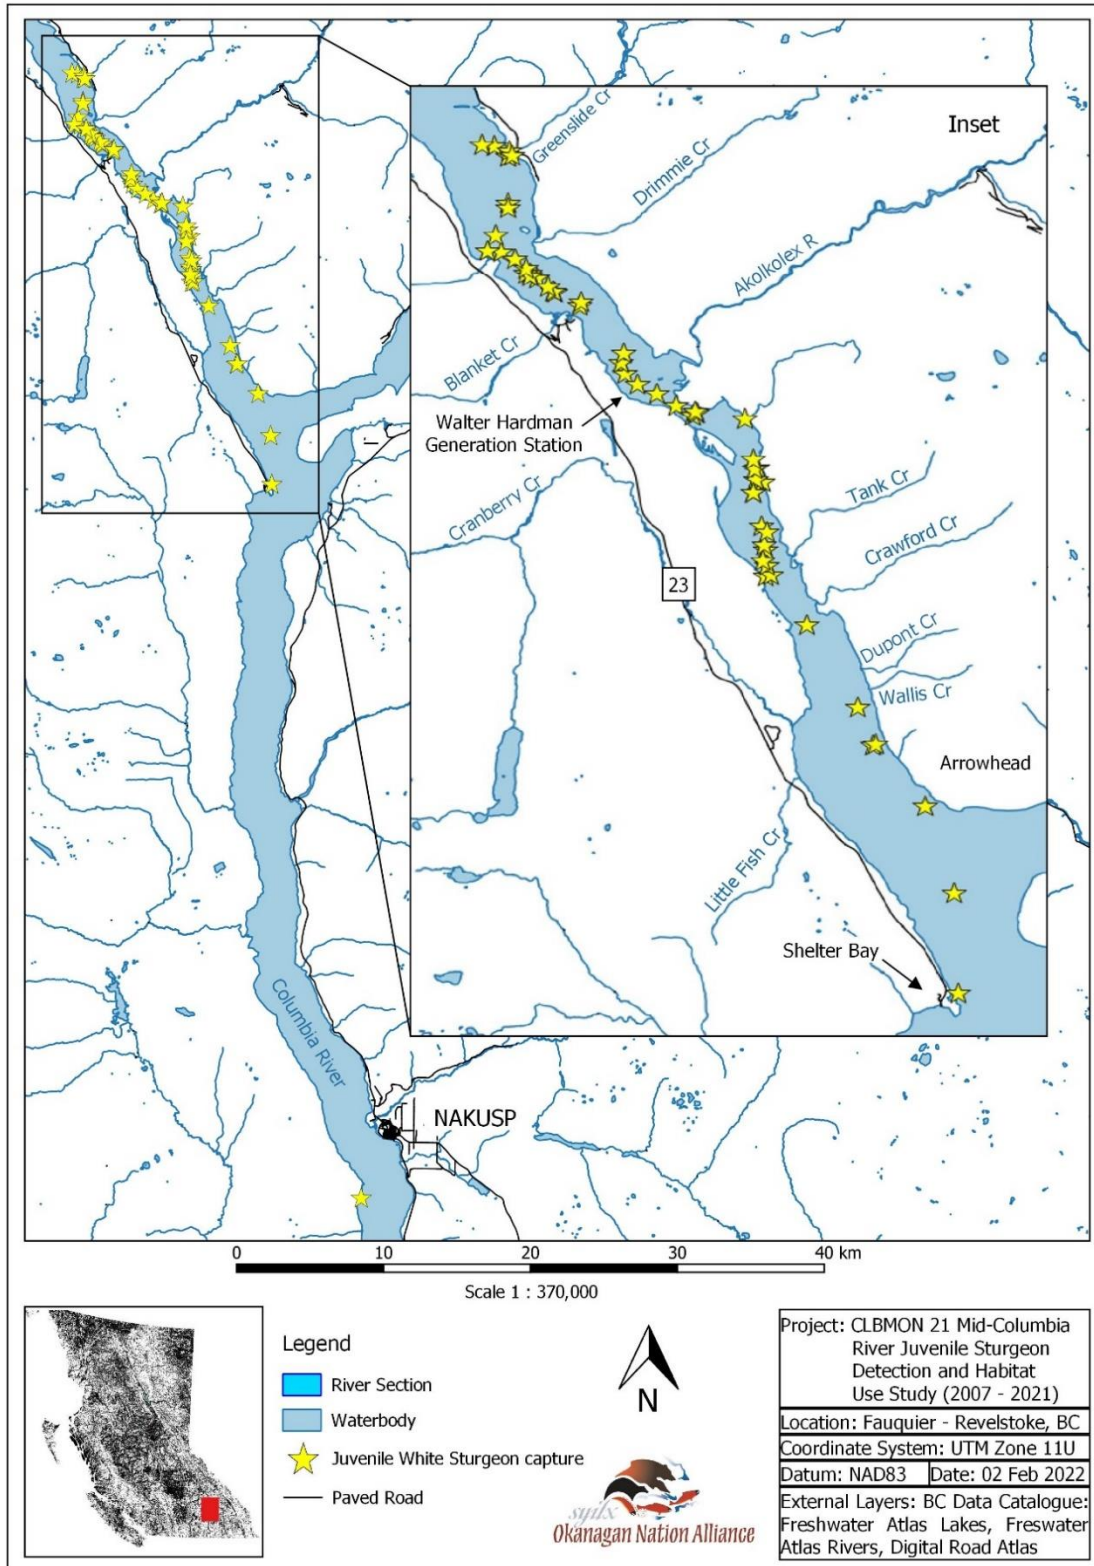 Inset
Greenslide Cr
Drimmie Cr
Akolkolex R
Blanket Cr
Walter Hardman
Generation Station
Cranberry Cr
Tank Cr
Crawford Cr
23
Dupont Cr
Wallis Cr
Arrowhead
Little Fish Cr
Shelter Bay
Columbia River
NAKUSP
0 10 20 30 40 km
Scale 1 : 370,000
Legend
River Section
Waterbody
Juvenile White Sturgeon capture
Paved Road
N
syilx
Okanagan Nation Alliance
Project: CLBMON 21 Mid-Columbia
River Juvenile Sturgeon
Detection and Habitat
Use Study (2007 - 2021)
Location: Fauquier - Revelstoke, BC
Coordinate System: UTM Zone 11U
Datum: NAD83 Date: 02 Feb 2022
External Layers: BC Data Catalogue:
Freshwater Atlas Lakes, Freswater
Atlas Rivers, Digital Road Atlas